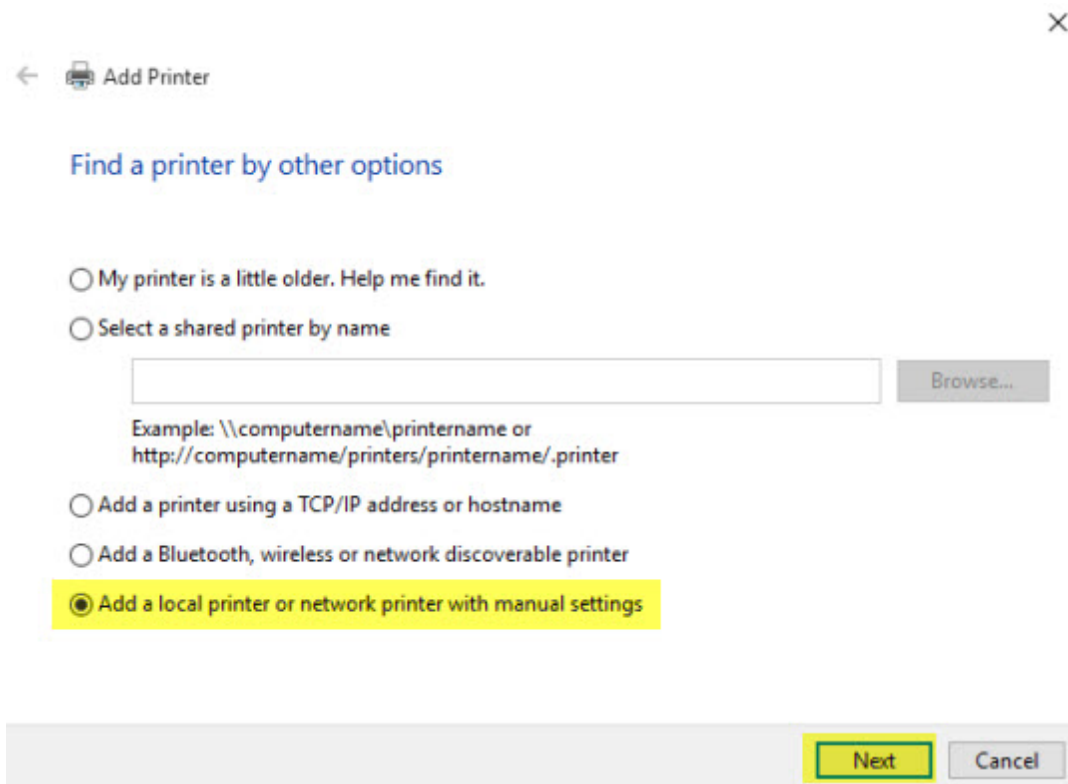 Add Printer
Find a printer by other options
My printer is a little older. Help me find it.
Select a shared printer by name
Browse...
Example: \\computername\printername or
http://computername/printers/printername/.printer
Add a printer using a TCP/IP address or hostname
Add a Bluetooth, wireless or network discoverable printer
Add a local printer or network printer with manual settings
Next
Cancel